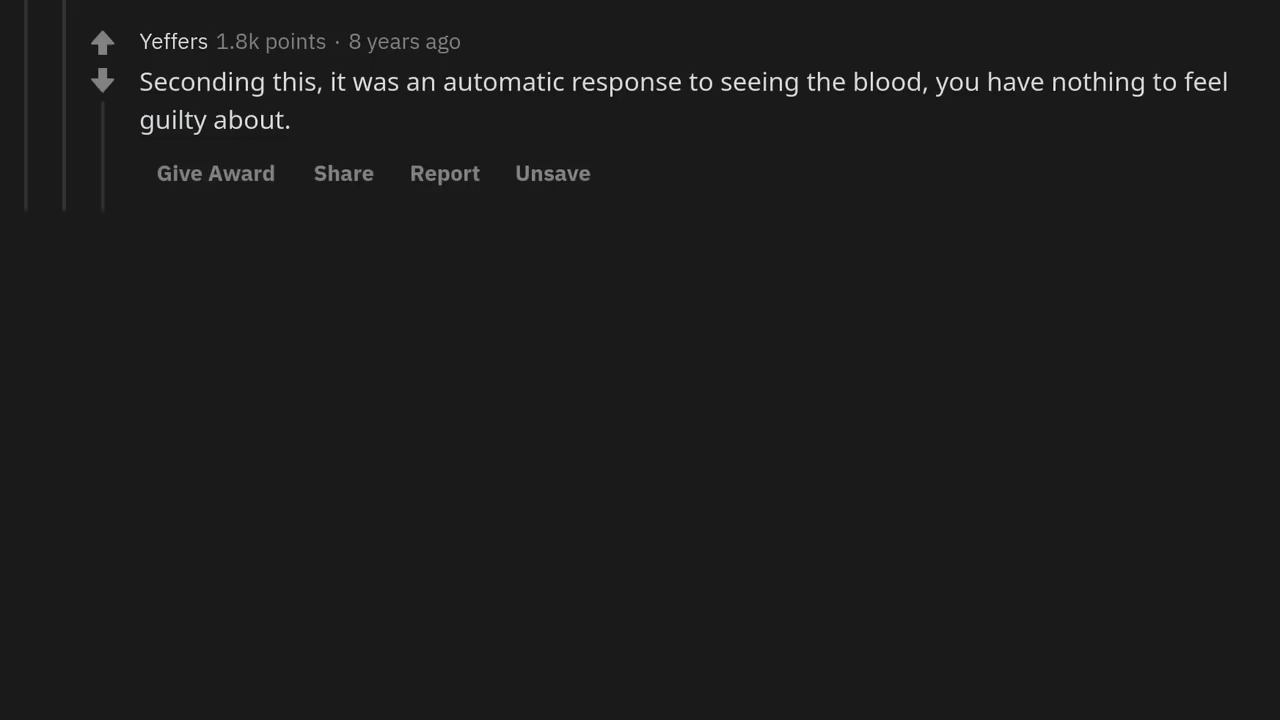 Yeffers 1.8k points · 8 years ago
Seconding this, it was an automatic response to seeing the blood, you have nothing to feel
guilty about.
Give Award Share Report Unsave